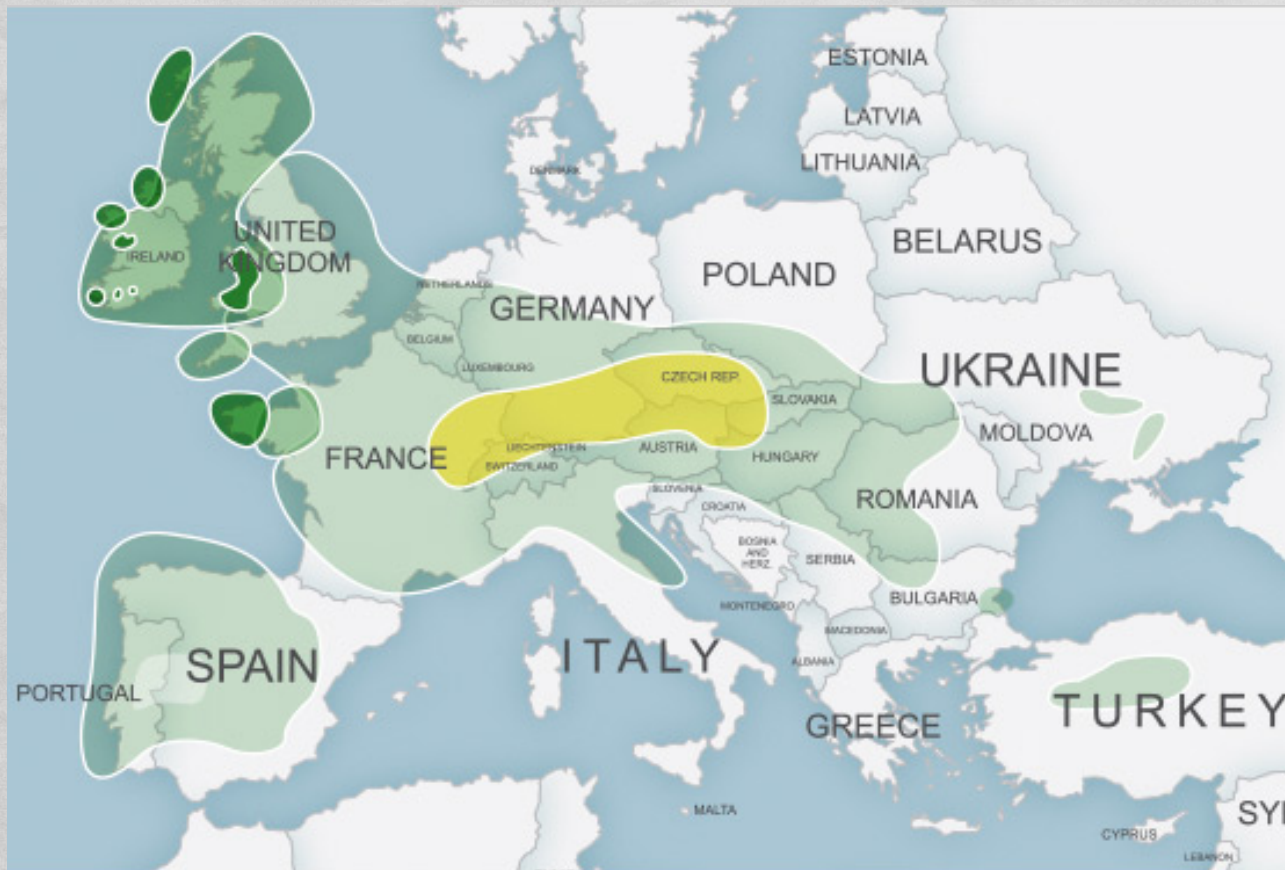 ESTONIA
LATVIA
LITHUANIA
DENMARK
BELARUS
UNITED
KINGDOM
IRELAND
POLAND
NETHERLANDS
GERMANY
BELGIUM
LUXEMBOURG
UKRAINE
CZECH REP.
SLOVAKIA
MOLDOVA
FRANCE
LIECHTENSTEIN
SWITZERLAND
AUSTRIA
HUNGARY
SLOVENIA
CROATIA
ROMANIA
BOSNIA
AND
HERZ.
SERBIA
MONTENEGRO
BULGARIA
MACEDONIA
ALBANIA
ITALY
SPAIN
PORTUGAL
GREECE
TURKEY
MALTA
CYPRUS
SY
LEBANON